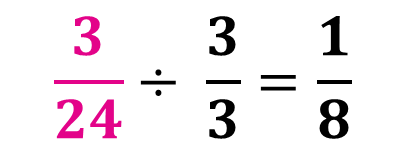 3/24 ÷ 3/3 = 1/8